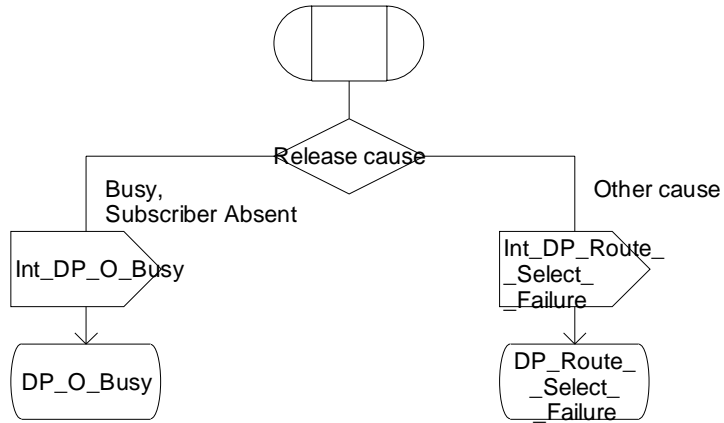 Release cause
Busy,
Subscriber Absent
Other cause
Int_DP_O_Busy
Int_DP_Route_
_Select_
_Failure
DP_O_Busy
DP_Route_
_Select_
_Failure